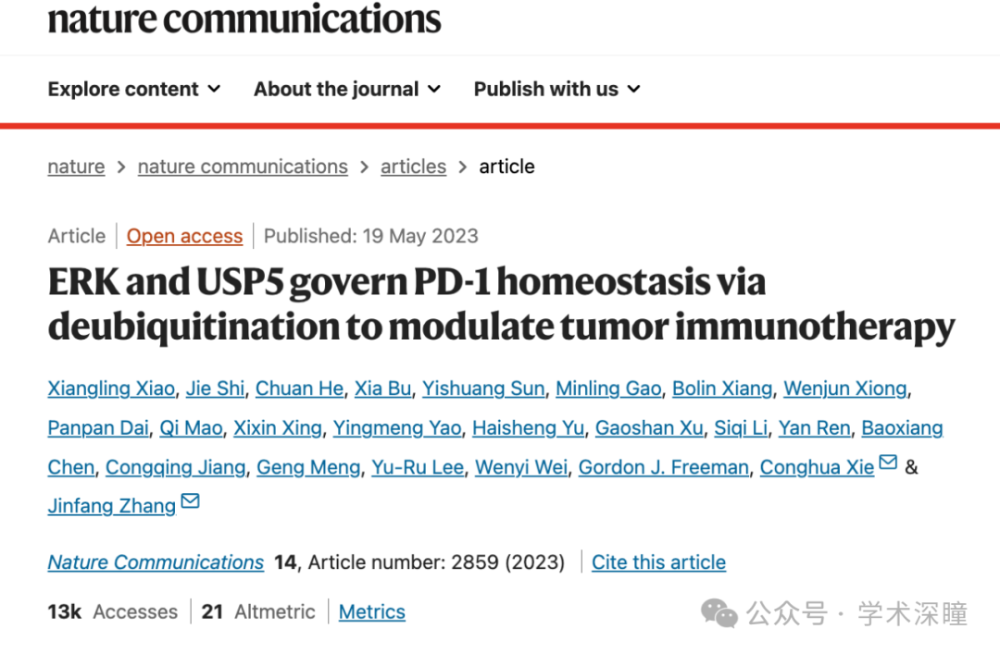 nature communications
Explore content About the journal Publish with us
nature > nature communications > articles > article
Article | Open access | Published: 19 May 2023
ERK and USP5 govern PD-1 homeostasis via
deubiquitination to modulate tumor immunotherapy
Xiangling Xiao, Jie Shi, Chuan He, Xia Bu, Yishuang Sun, Minling Gao, Bolin Xiang, Wenjun Xiong,
Panpan Dai, Qi Mao, Xixin Xing, Yingmeng Yao, Haisheng Yu, Gaoshan Xu, Siqi Li, Yan Ren, Baoxiang
Chen, Congqing Jiang, Geng Meng, Yu-Ru Lee, Wenyi Wei, Gordon J. Freeman, Conghua Xie &
Jinfang Zhang
Nature Communications 14, Article number: 2859 (2023) | Cite this article
13k Accesses | 21 Altmetric | Metrics
公众号 · 学术深瞳